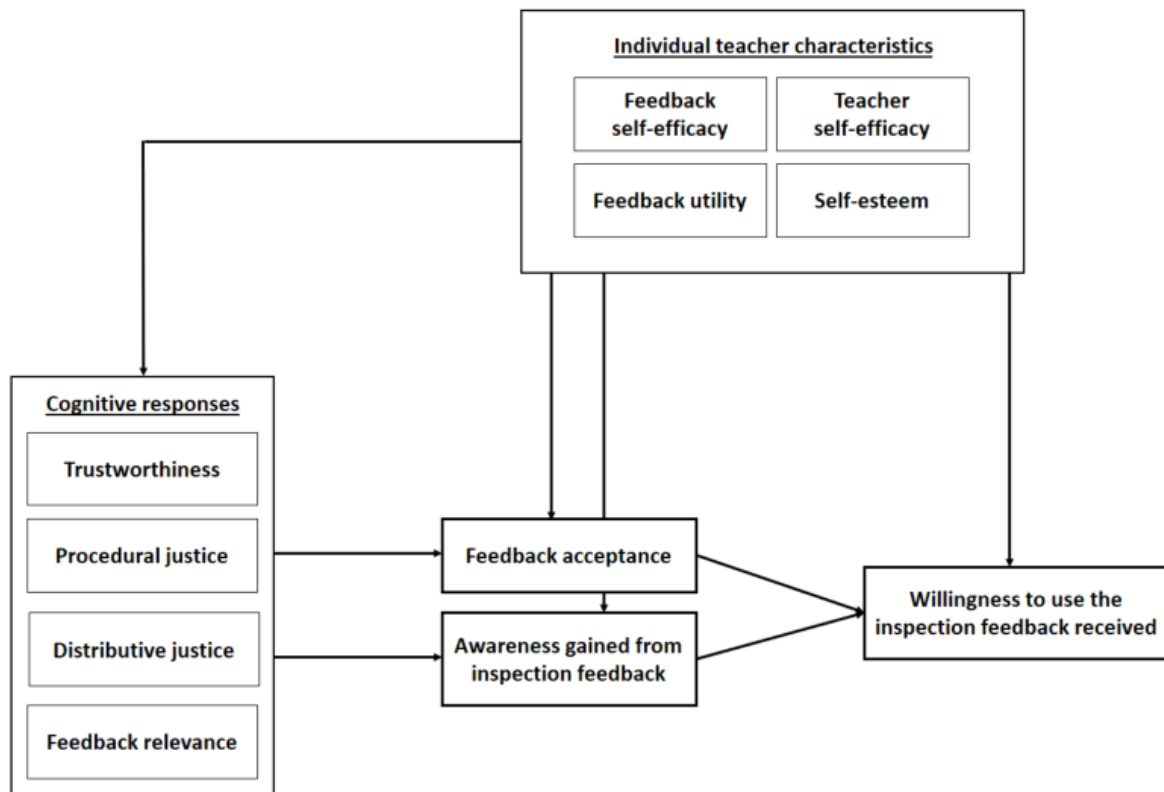 Individual teacher characteristics
Feedback
self-efficacy
Teacher
self-efficacy
Feedback utility
Self-esteem
Cognitive responses
Trustworthiness
Procedural justice
Distributive justice
Feedback relevance
Feedback acceptance
Awareness gained from
inspection feedback
Willingness to use the
inspection feedback received